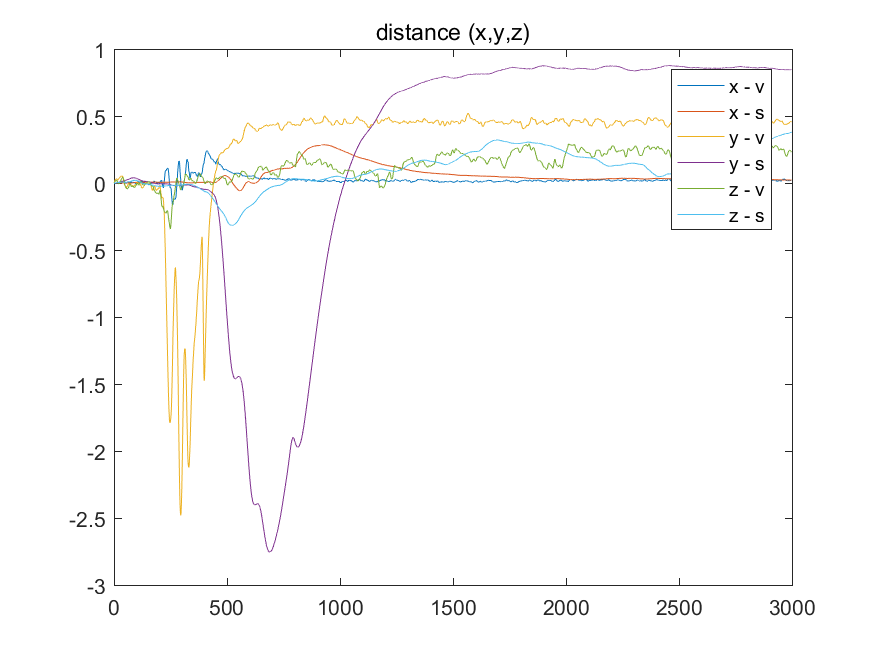 distance (x,y,z)
1
0.5
0
-0.5
-1
-1.5
-2
-2.5
-3
x - v
x - s
y - v
y - s
z - v
z - s
0 500 1000 1500 2000 2500 3000